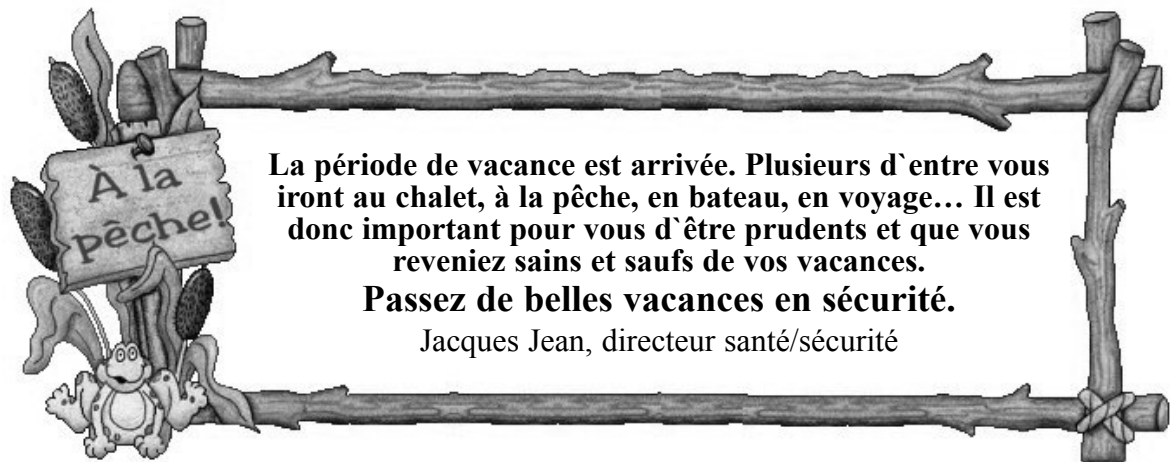 À la
pêche!
La période de vacance est arrivée. Plusieurs d`entre vous
iront au chalet, à la pêche, en bateau, en voyage… Il est
donc important pour vous d`être prudents et que vous
reveniez sains et saufs de vos vacances.
Passez de belles vacances en sécurité.
Jacques Jean, directeur santé/sécurité